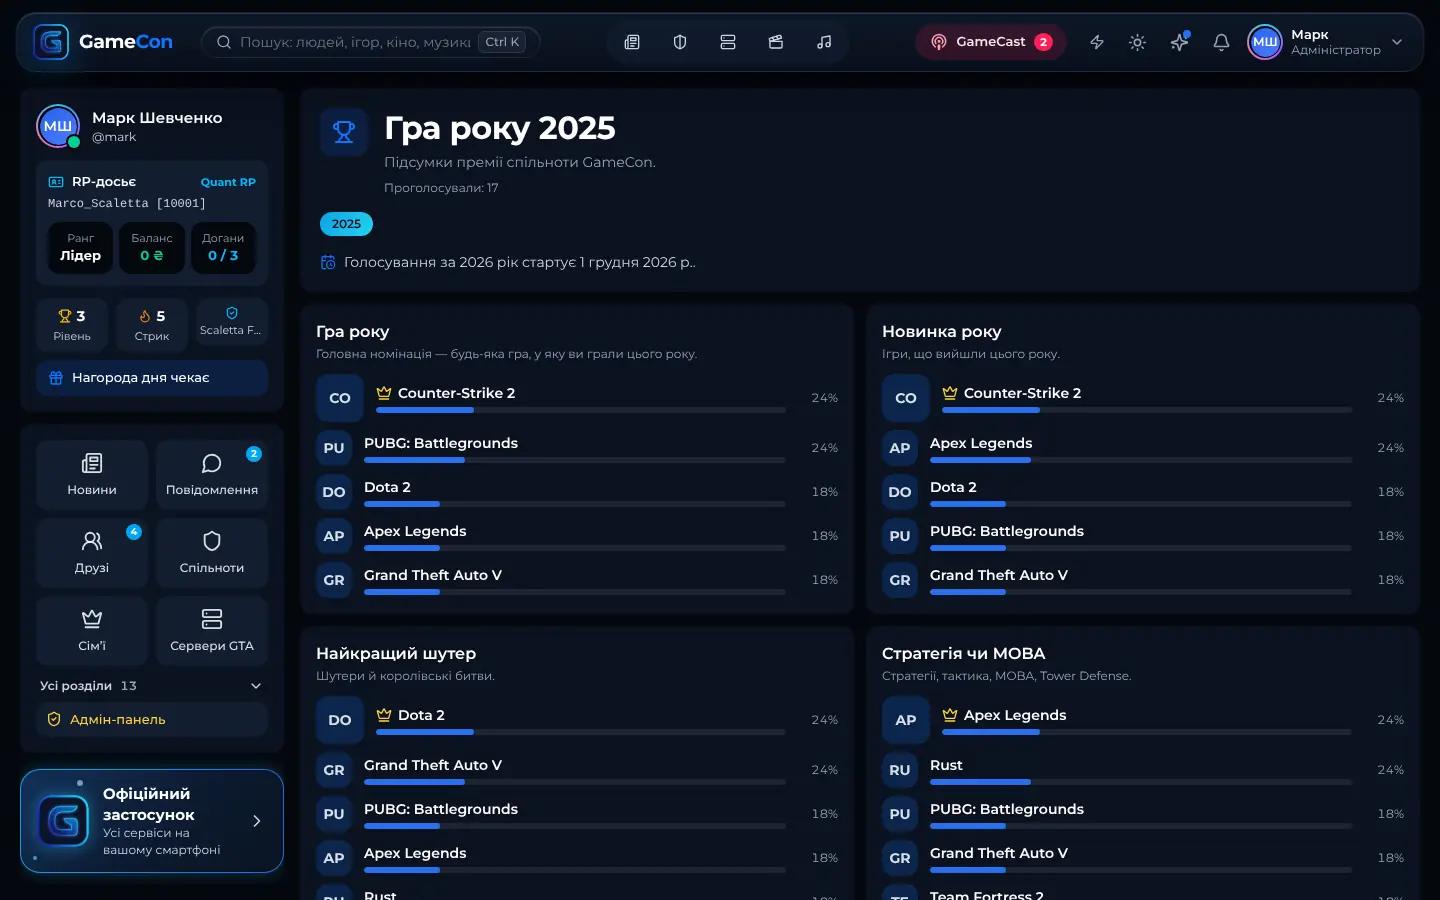 GameCon
Пошук: людей, ігор, кіно, музики
Ctrl K
GameCast 2
МШ
Марк
Адміністратор
МШ
Марк Шевченко
@mark
RP-досьє
Quant RP
Marco_Scaletta [10001]
Ранг
Лідер
Баланс
0 ₴
Догани
0 / 3
3
Рівень
5
Стрик
Scaletta F...
Нагорода дня чекає
Новини
Повідомлення
2
Друзі
4
Спільноти
Сім'ї
Сервери GTA
Усі розділи 13
Адмін-панель
Офіційний
застосунок
Усі сервіси на
вашому смартфоні
Гра року 2025
Підсумки премії спільноти GameCon.
Проголосували: 17
2025
Голосування за 2026 рік стартує 1 грудня 2026 р..
Гра року
Головна номінація — будь-яка гра, у яку ви грали цього року.
CO Counter-Strike 2 24%
PU PUBG: Battlegrounds 24%
DO Dota 2 18%
AP Apex Legends 18%
GR Grand Theft Auto V 18%
Новинка року
Ігри, що вийшли цього року.
CO Counter-Strike 2 24%
AP Apex Legends 24%
DO Dota 2 18%
PU PUBG: Battlegrounds 18%
GR Grand Theft Auto V 18%
Найкращий шутер
Шутери й королівські битви.
DO Dota 2 24%
GR Grand Theft Auto V 24%
PU PUBG: Battlegrounds 18%
AP Apex Legends 18%
RU Rust 18%
Стратегія чи MOBA
Стратегії, тактика, MOBA, Tower Defense.
AP Apex Legends 24%
RU Rust 24%
PU PUBG: Battlegrounds 18%
GR Grand Theft Auto V 18%
TE Team Fortress 2 18%